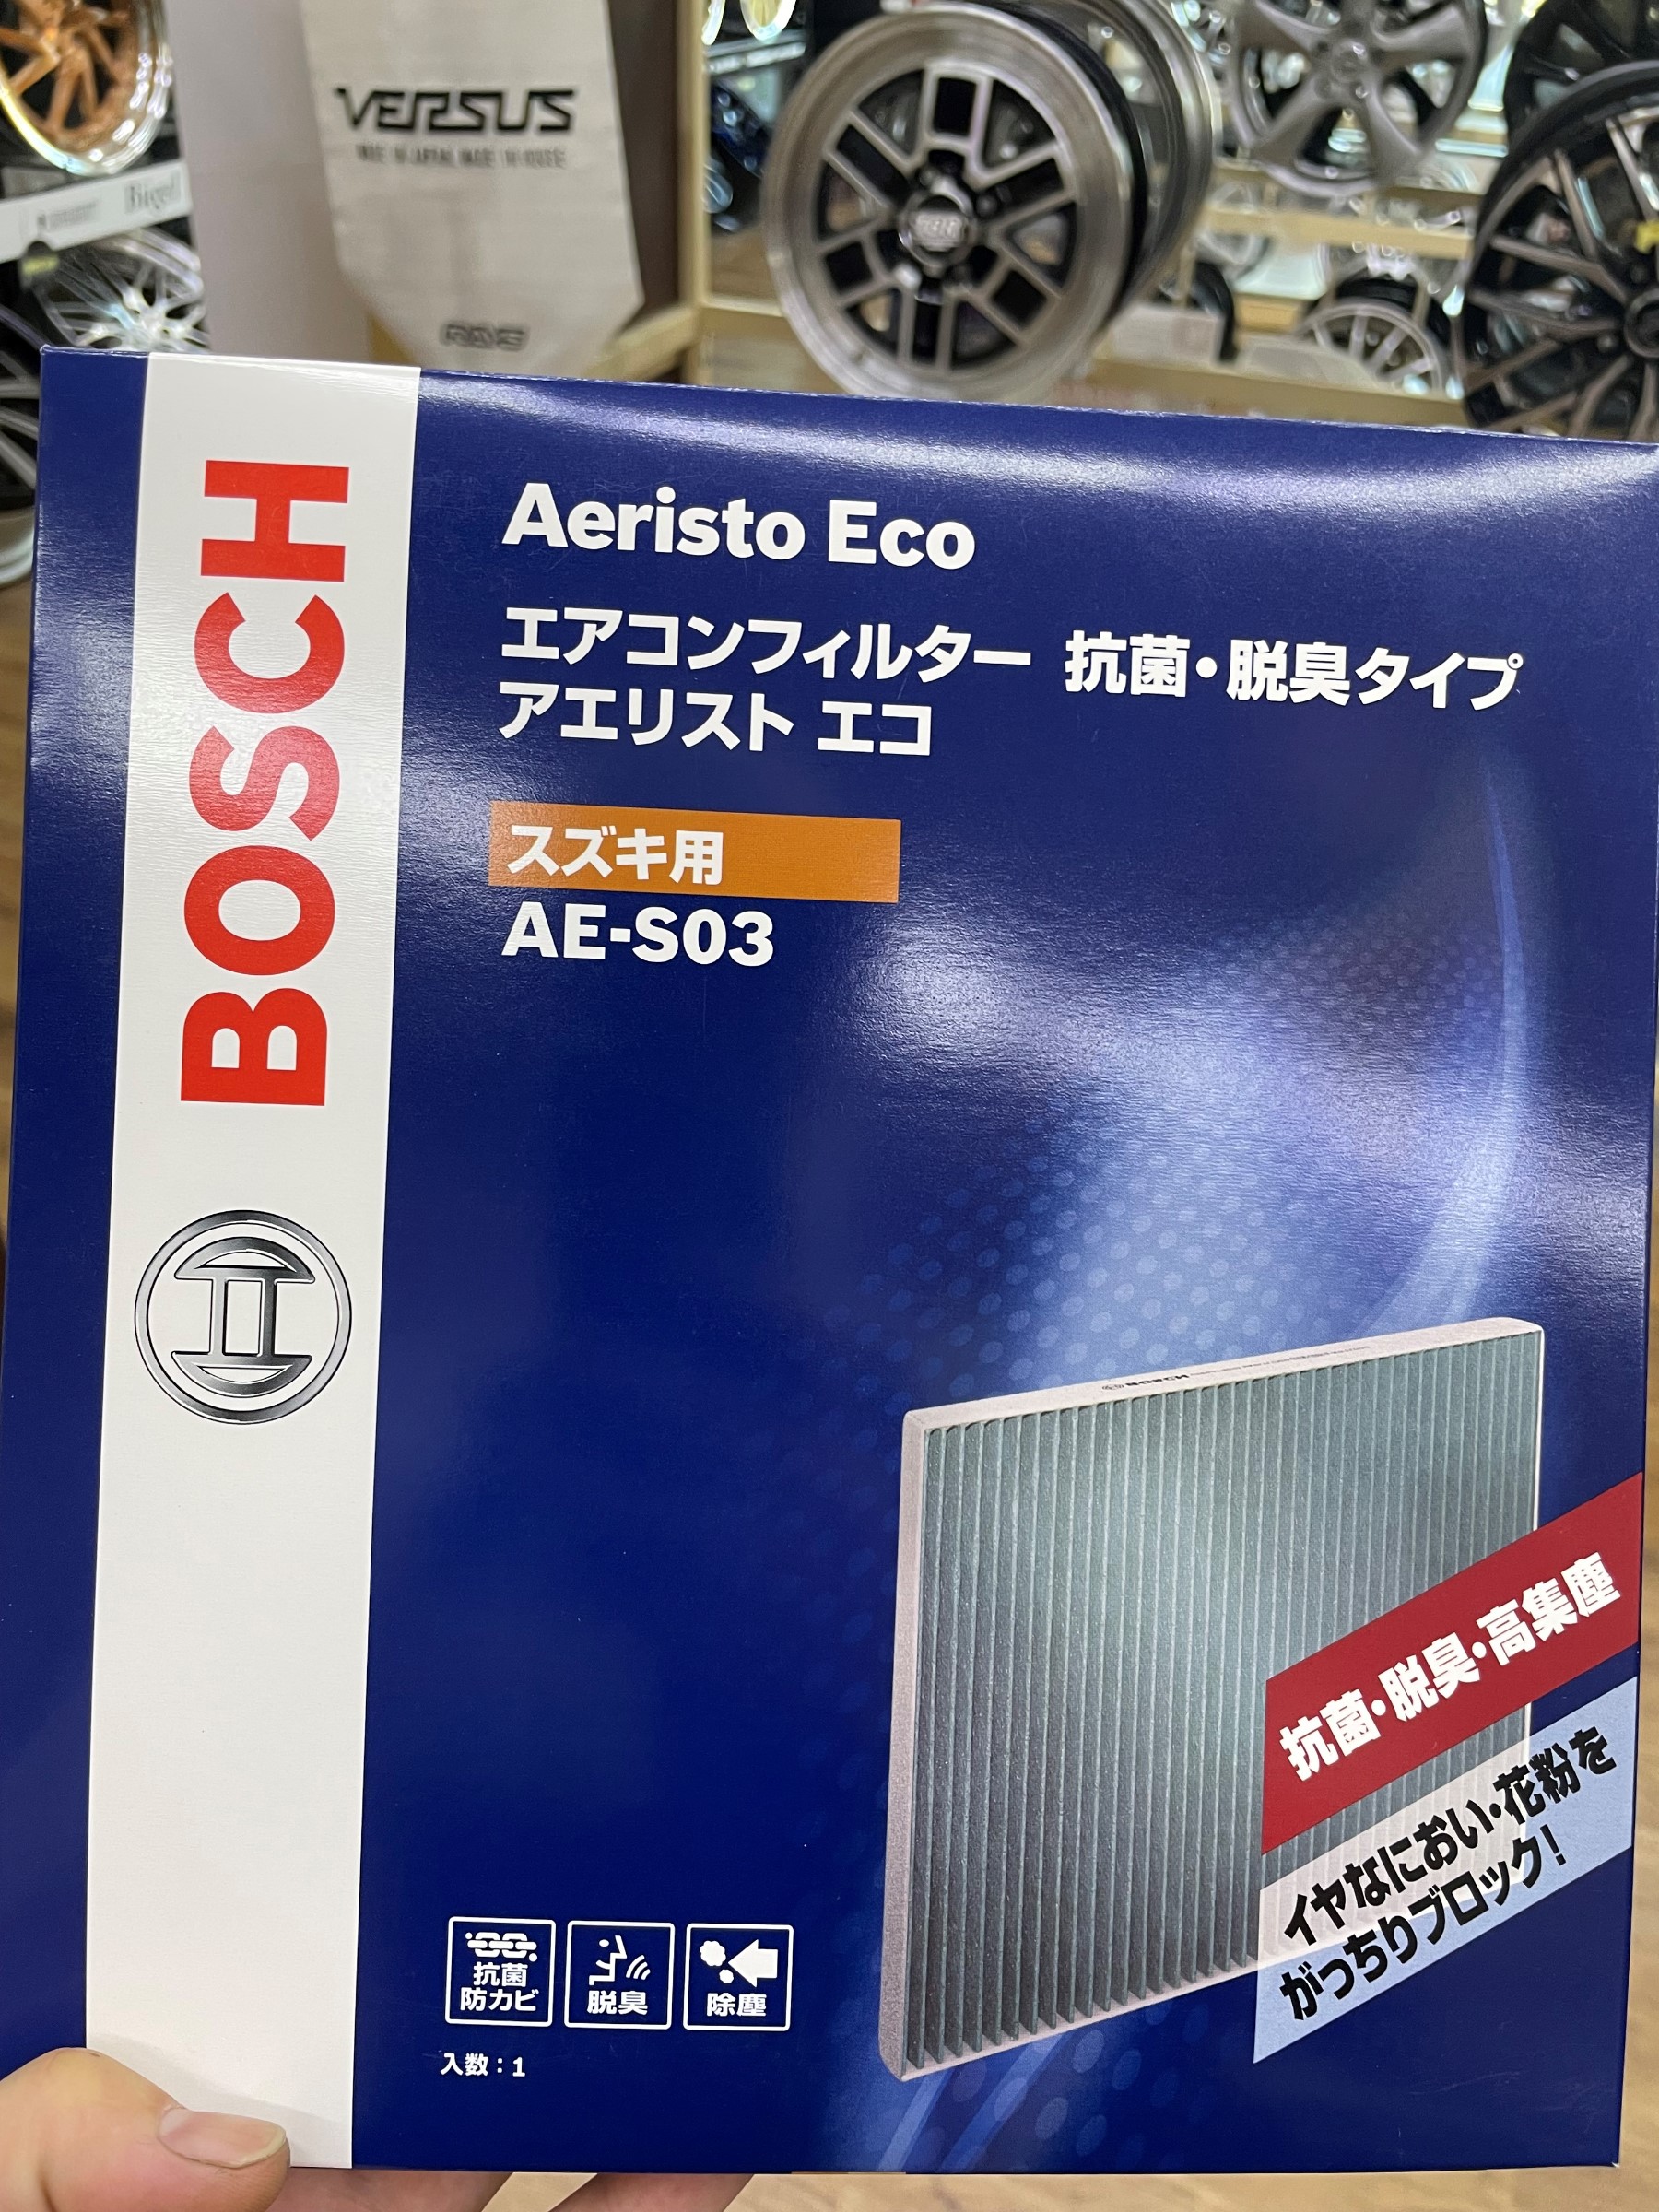 VERSUS
RAYS
BOSCH
Aeristo Eco
エアコンフィルター 抗菌・脱臭タイプ
アエリスト エコ
スズキ用
AE-S03
BOSCH
抗菌・脱臭・高集塵
イヤなにおい・花粉を
がっちりブロック!
抗菌
防カビ
脱臭
除塵
入数:1